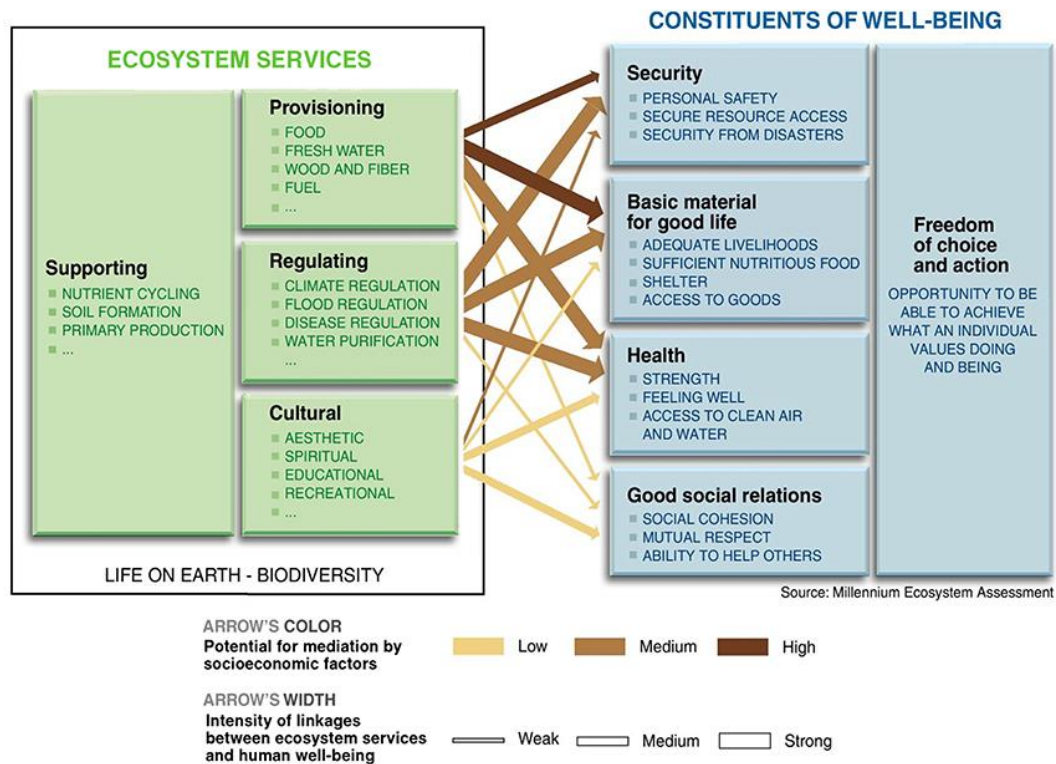 CONSTITUENTS OF WELL-BEING
ECOSYSTEM SERVICES
Supporting
NUTRIENT CYCLING
SOIL FORMATION
PRIMARY PRODUCTION
...
Provisioning
FOOD
FRESH WATER
WOOD AND FIBER
FUEL
...
Regulating
CLIMATE REGULATION
FLOOD REGULATION
DISEASE REGULATION
WATER PURIFICATION
...
Cultural
AESTHETIC
SPIRITUAL
EDUCATIONAL
RECREATIONAL
...
LIFE ON EARTH - BIODIVERSITY
Security
PERSONAL SAFETY
SECURE RESOURCE ACCESS
SECURITY FROM DISASTERS
Basic material
for good life
ADEQUATE LIVELIHOODS
SUFFICIENT NUTRITIOUS FOOD
SHELTER
ACCESS TO GOODS
Health
STRENGTH
FEELING WELL
ACCESS TO CLEAN AIR
AND WATER
Good social relations
SOCIAL COHESION
MUTUAL RESPECT
ABILITY TO HELP OTHERS
Freedom
of choice
and action
OPPORTUNITY TO BE
ABLE TO ACHIEVE
WHAT AN INDIVIDUAL
VALUES DOING
AND BEING
Source: Millennium Ecosystem Assessment
ARROW'S COLOR
Potential for mediation by
socioeconomic factors
Low
Medium
High
ARROW'S WIDTH
Intensity of linkages
between ecosystem services
and human well-being
Weak
Medium
Strong